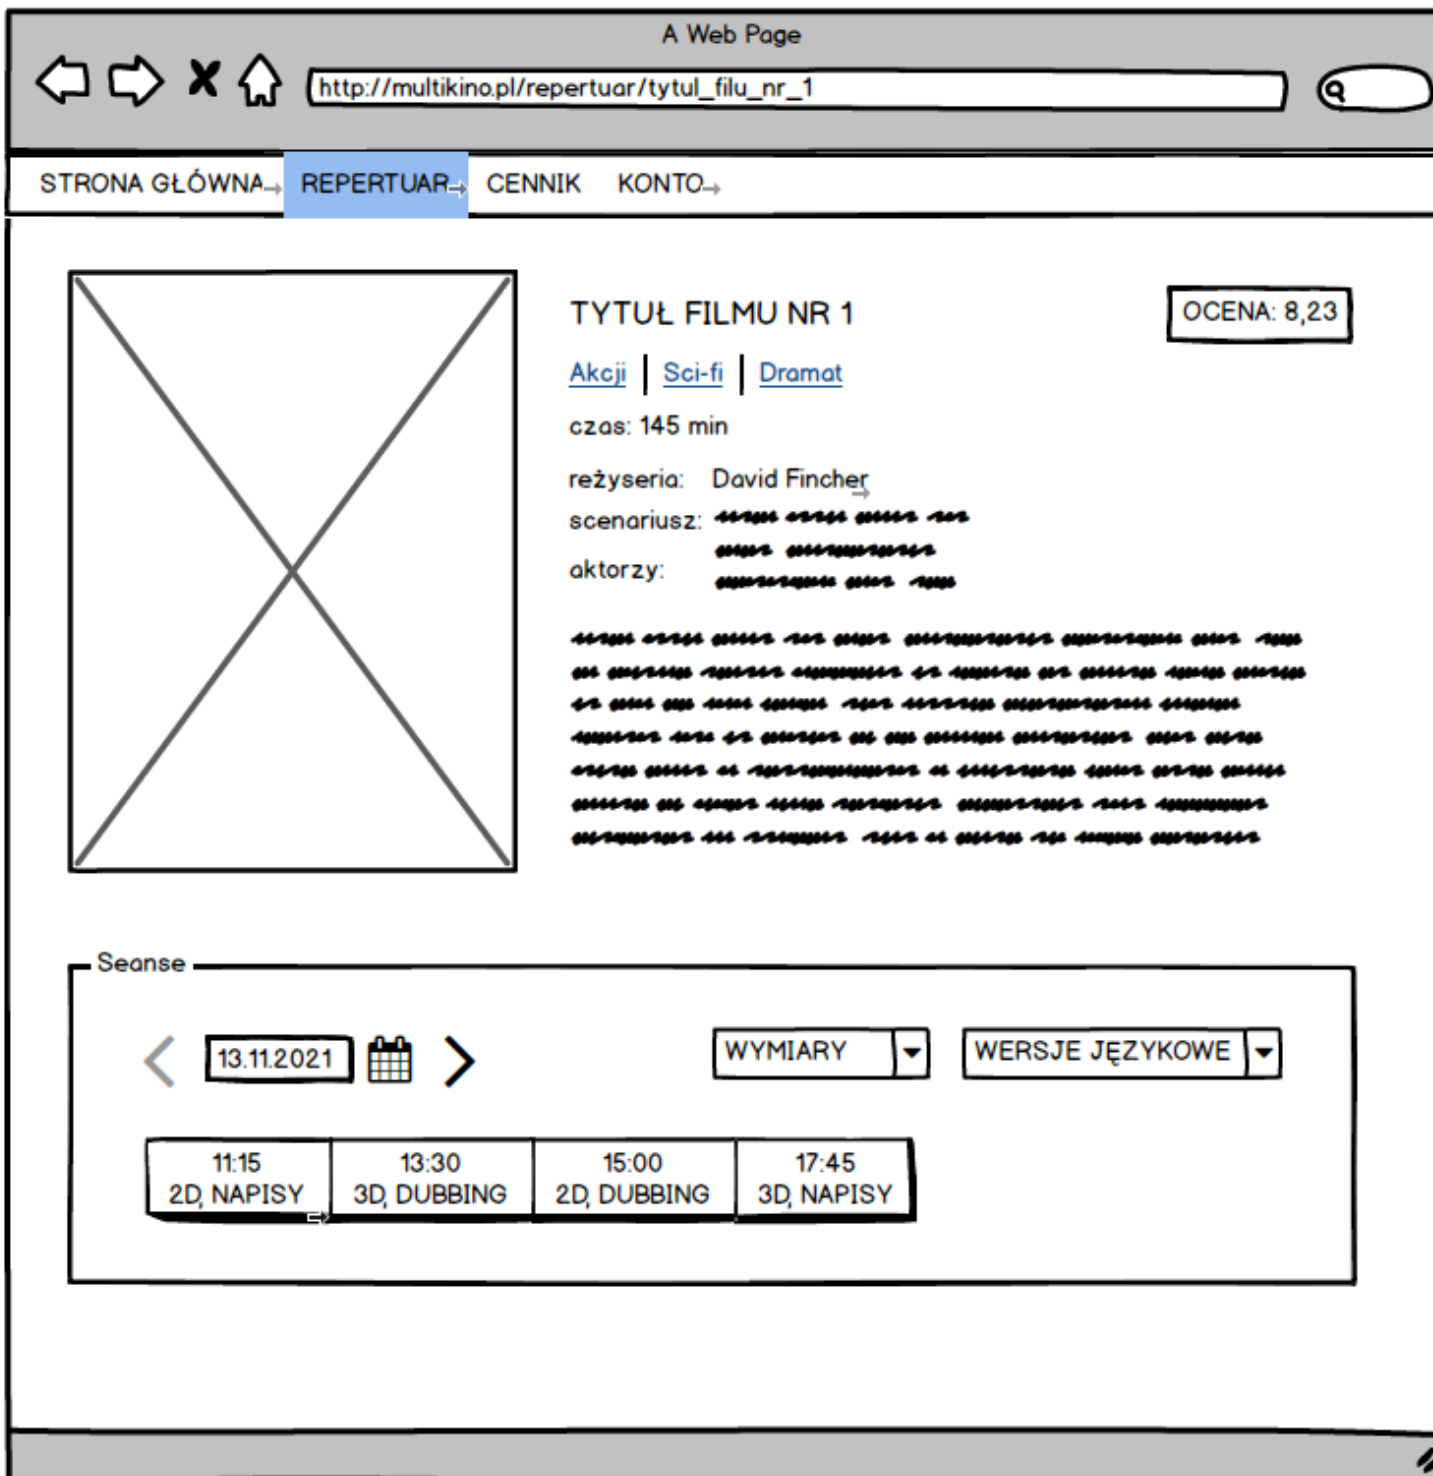 A Web Page
http://multikino.pl/repertuar/tytul_filu_nr_1
STRONA GŁÓWNA REPERTUAR CENNIK KONTO
TYTUŁ FILMU NR 1
OCENA: 8,23
Akcji | Sci-fi | Dramat
czas: 145 min
reżyseria: David Fincher
scenariusz:
aktorzy:
Seanse
13.11.2021 WYMIARY WERSJE JĘZYKOWE
11:15 13:30 15:00 17:45
2D, NAPISY 3D, DUBBING 2D, DUBBING 3D, NAPISY